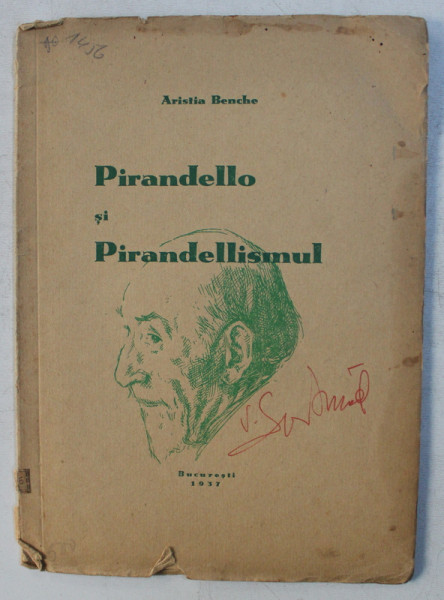 Aristia Benche
Pirandello
și
Pirandellismul
București
1937